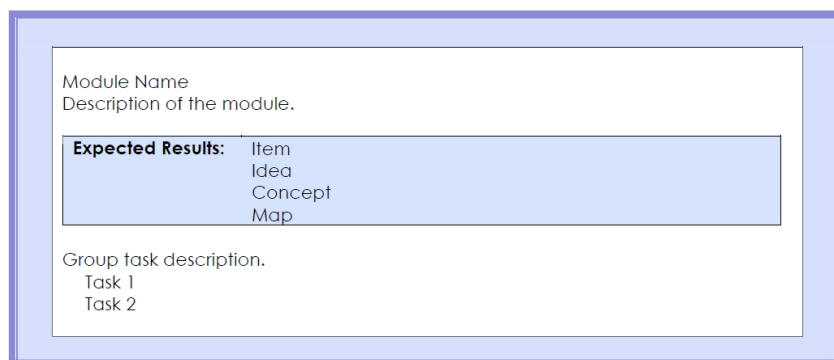 Module Name
Description of the module.
Expected Results: Item
Idea
Concept
Map
Group task description.
Task 1
Task 2